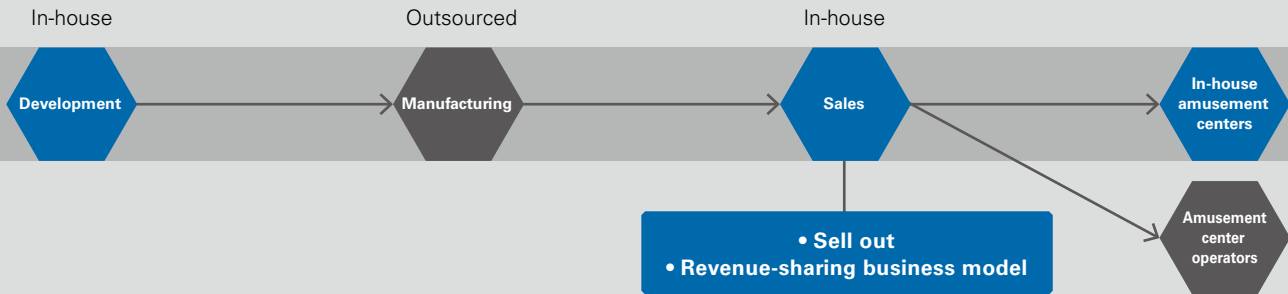 In-house
Outsourced
In-house
Development
Manufacturing
Sales
In-house
amusement
centers
Amusement
center
operators
• Sell out
• Revenue-sharing business model